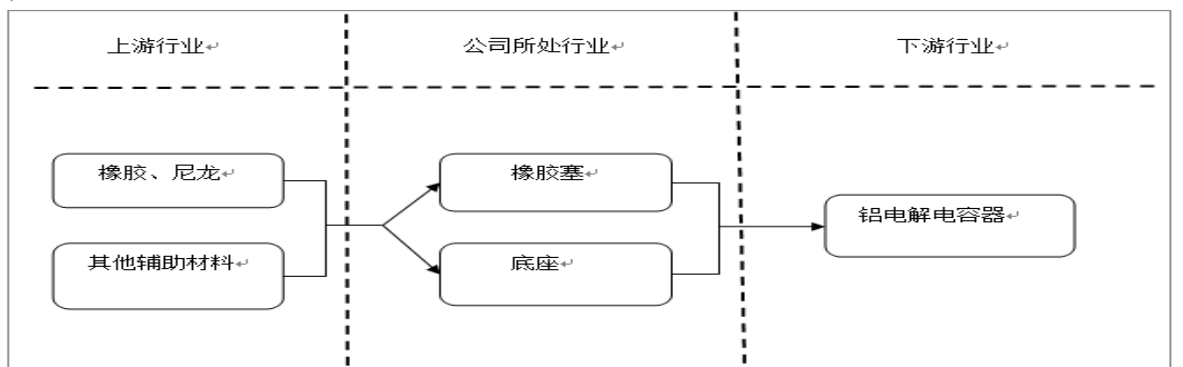 上游行业↵
公司所处行业↵
下游行业↵
橡胶、尼龙↵
橡胶塞↵
铝电解电容器↵
其他辅助材料↵
底座↵